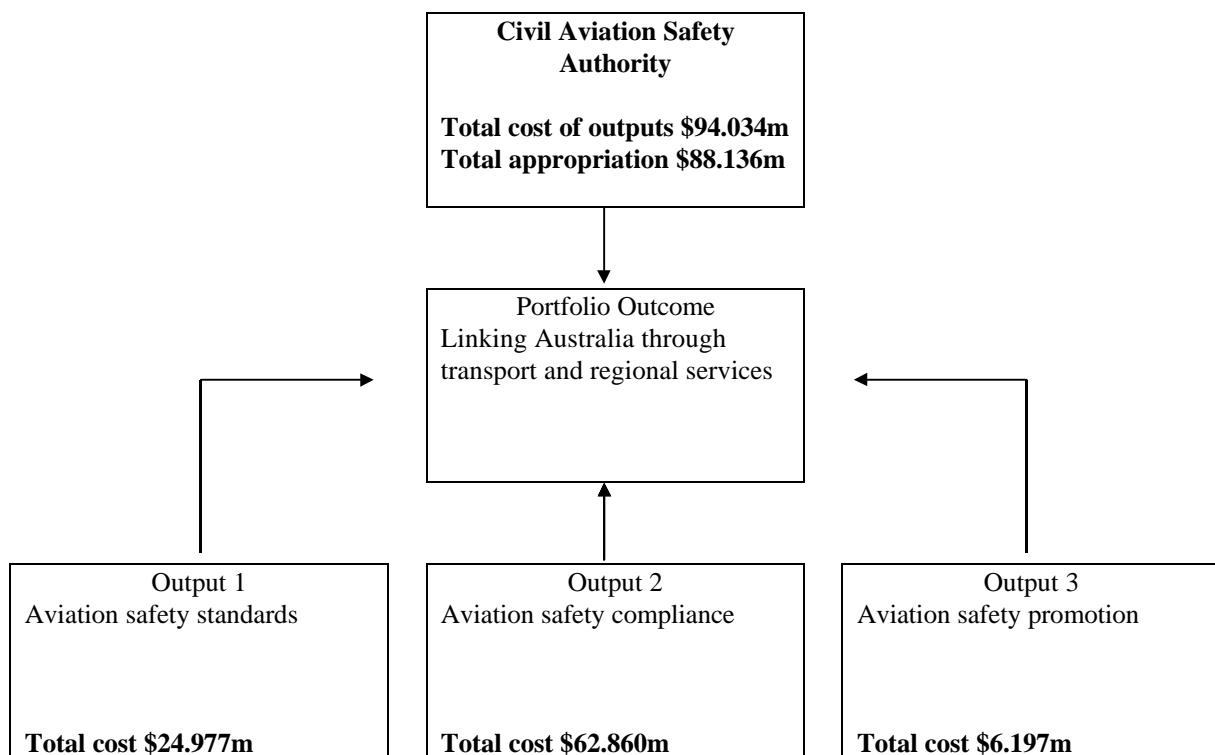 Civil Aviation Safety
Authority
Total cost of outputs $94.034m
Total appropriation $88.136m
Portfolio Outcome
Linking Australia through
transport and regional services
Output 1
Aviation safety standards
Total cost $24.977m
Output 2
Aviation safety compliance
Total cost $62.860m
Output 3
Aviation safety promotion
Total cost $6.197m